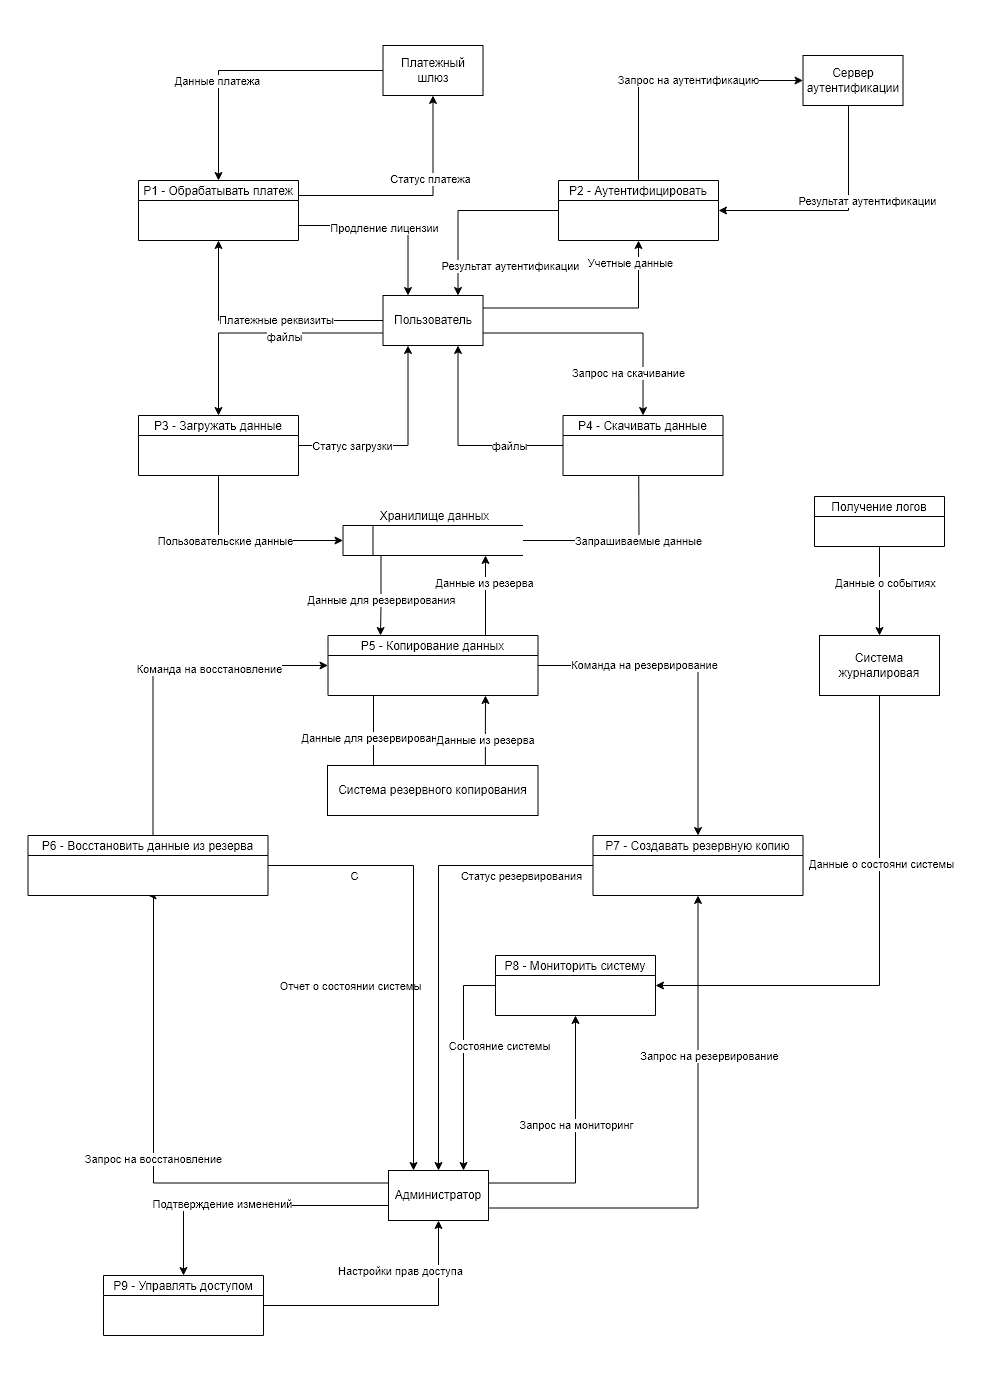 Платежный
шлюз
Сервер
аутентификации
Данные платежа
Запрос на аутентификацию
Статус платежа
P1 - Обрабатывать платеж
P2 - Аутентифицировать
Результат аутентификации
Продление лицензии
Результат аутентификации
Учетные данные
Платежные реквизиты
Пользователь
файлы
Запрос на скачивание
P3 - Загружать данные
P4 - Скачивать данные
Статус загрузки
файлы
Получение логов
Хранилище данных
Пользовательские данные
Запрашиваемые данные
Данные из резерва
Данные о событиях
Данные для резервирования
P5 - Копирование данных
Система
журналировая
Команда на восстановление
Команда на резервирование
Данные для резервирован
Данные из резерва
Система резервного копирования
P6 - Восстановить данные из резерва
P7 - Создавать резервную копию
Данные о состояни системы
С
Статус резервирования
P8 - Мониторить систему
Отчет о состоянии системы
Состояние системы
Запрос на резервирование
Запрос на мониторинг
Запрос на восстановление
Администратор
Подтверждение изменений
Настройки прав доступа
P9 - Управлять доступом